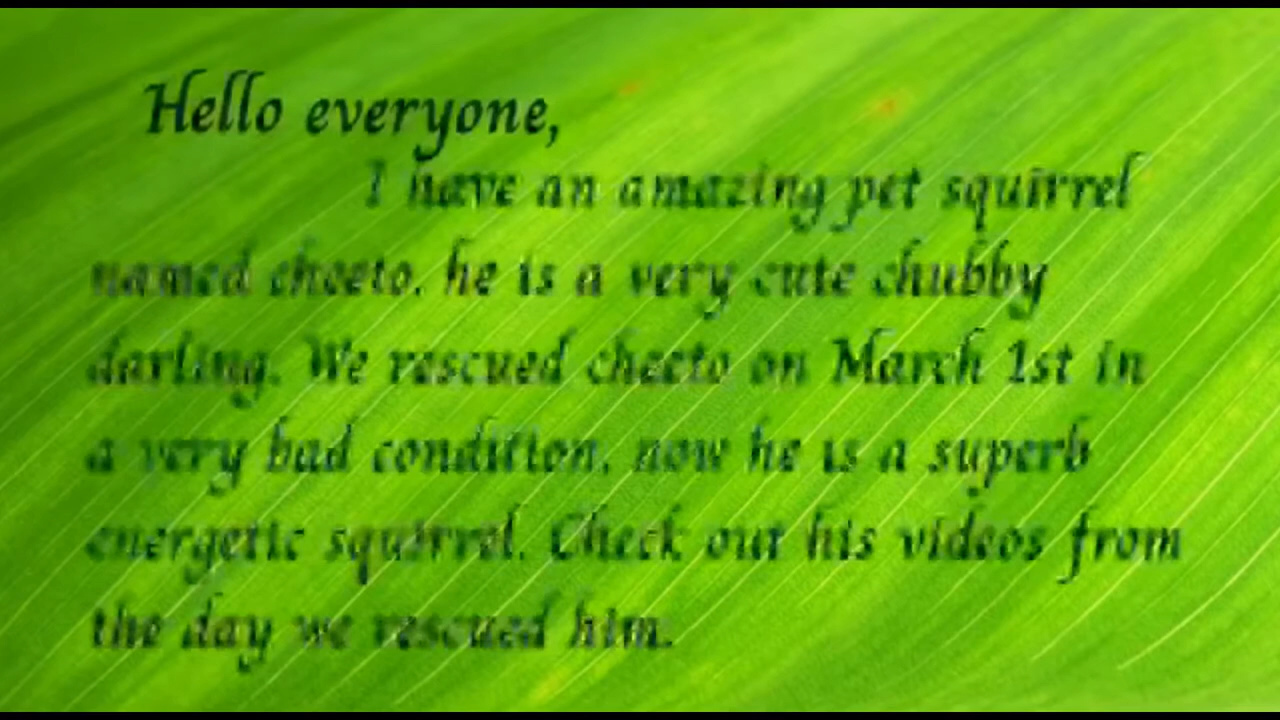 Hello everyone,
I have an amazing pet squirrel
named cheeto. he is a very cute chubby
darling. We rescued cheeto on March 1st in
a very bad condition. now he is a superb
energetic squirrel. Check out his videos from
the day we rescued him.